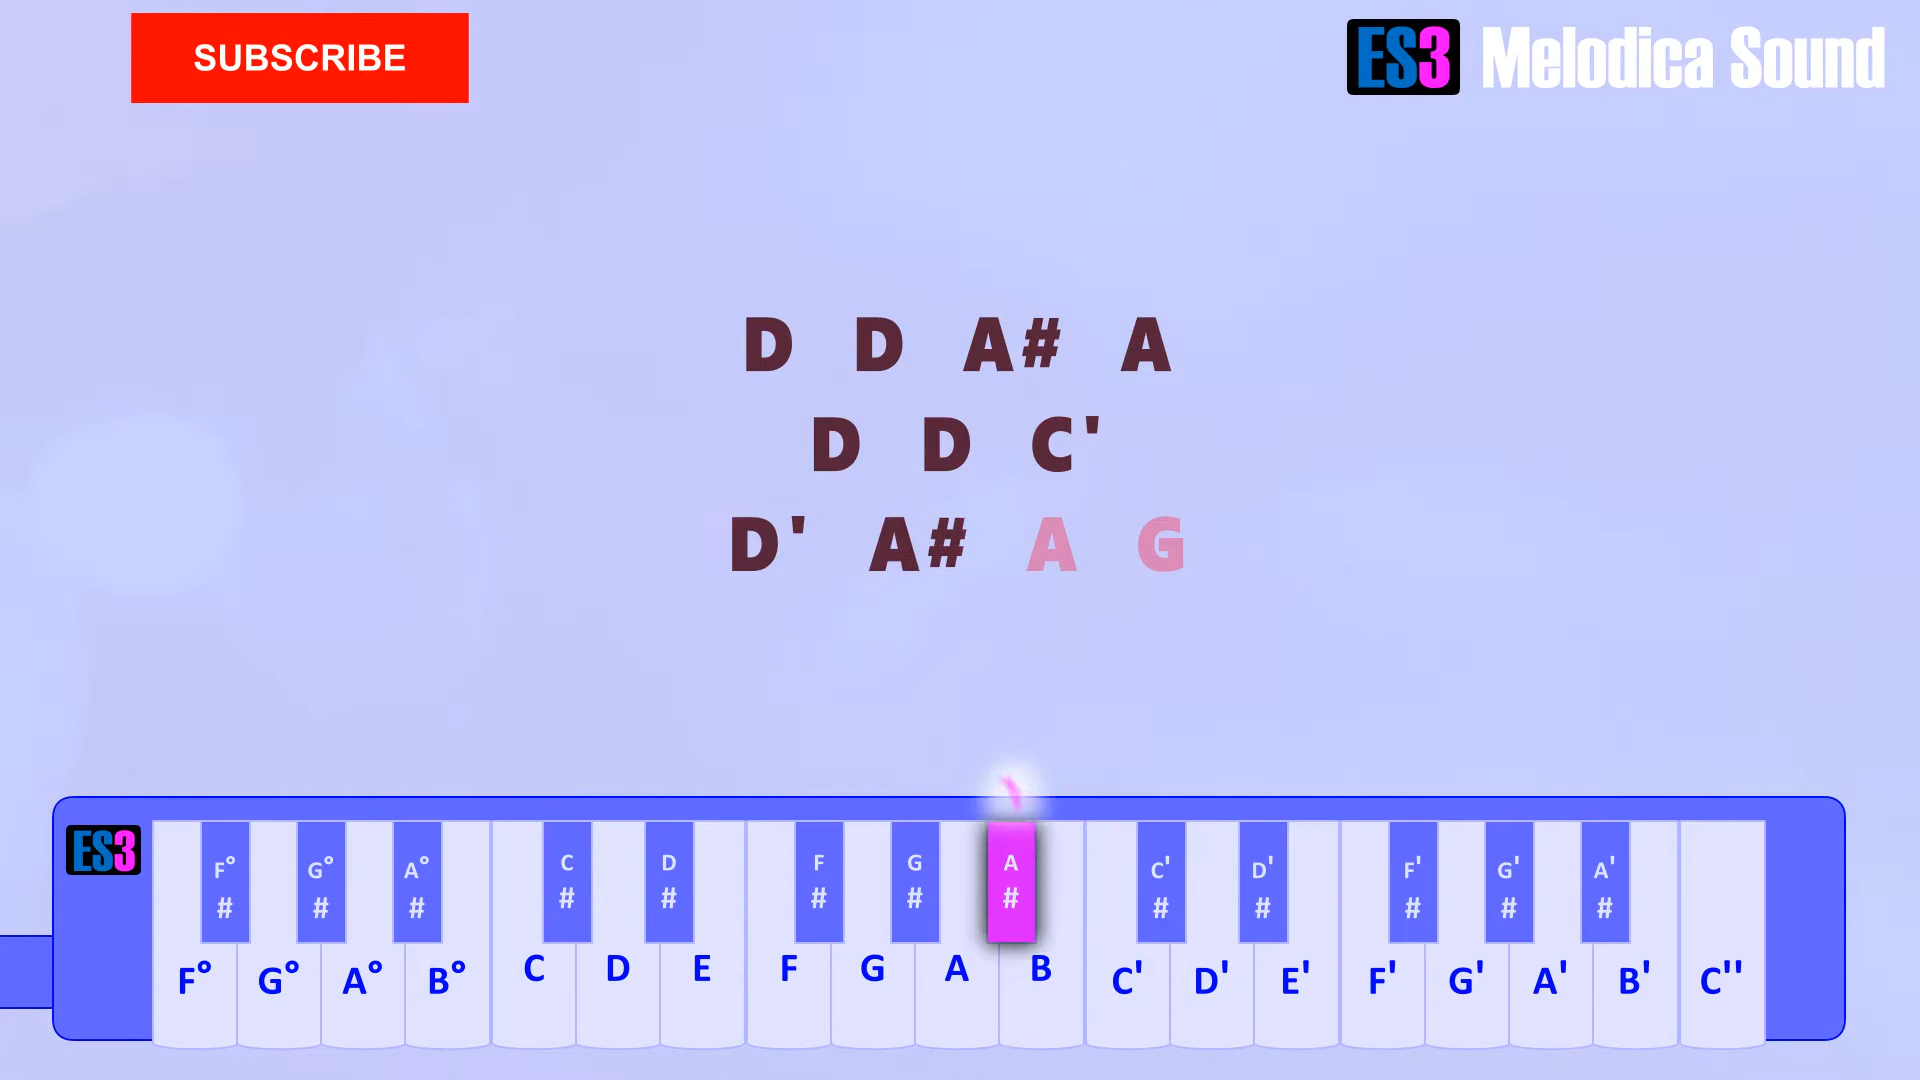 SUBSCRIBE
ES3 Melodica Sound
D D A# A
D D C'
D' A# A G
ES3
F°# G°# A°# C# D# F# G# A# C'# D'# F'# G'# A'#
F° G° A° B° C D E F G A B C' D' E' F' G' A' B' C''